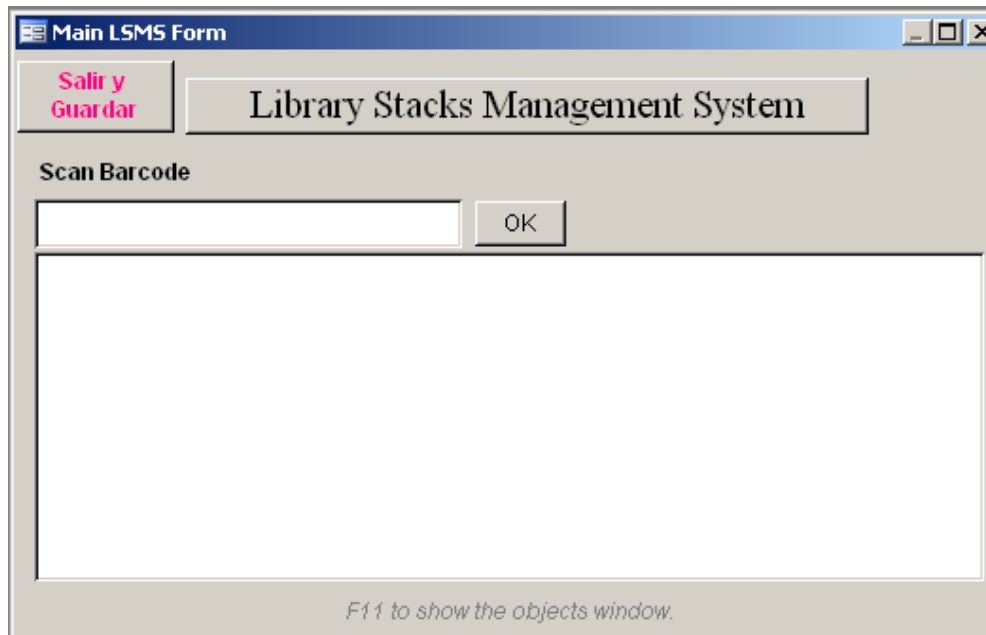 Main LSMS Form
Salir y
Guardar
Library Stacks Management System
Scan Barcode
OK
F11 to show the objects window.